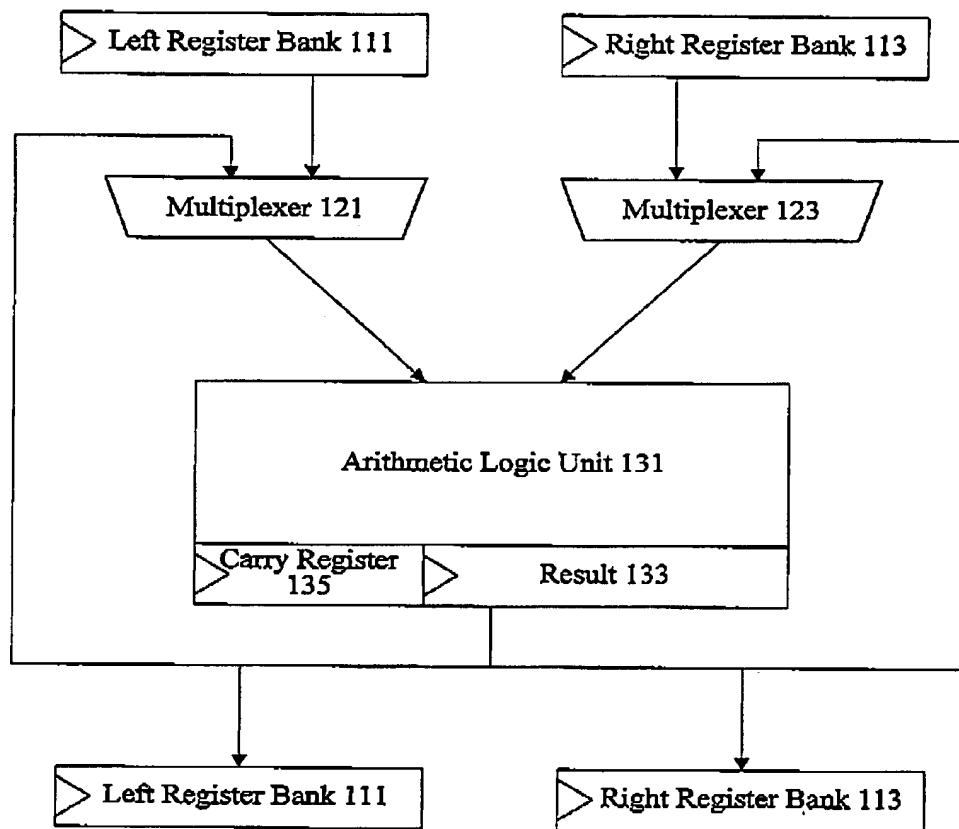 Left Register Bank 111
Right Register Bank 113
Multiplexer 121
Multiplexer 123
Arithmetic Logic Unit 131
Carry Register
135
Result 133
Left Register Bank 111
Right Register Bank 113